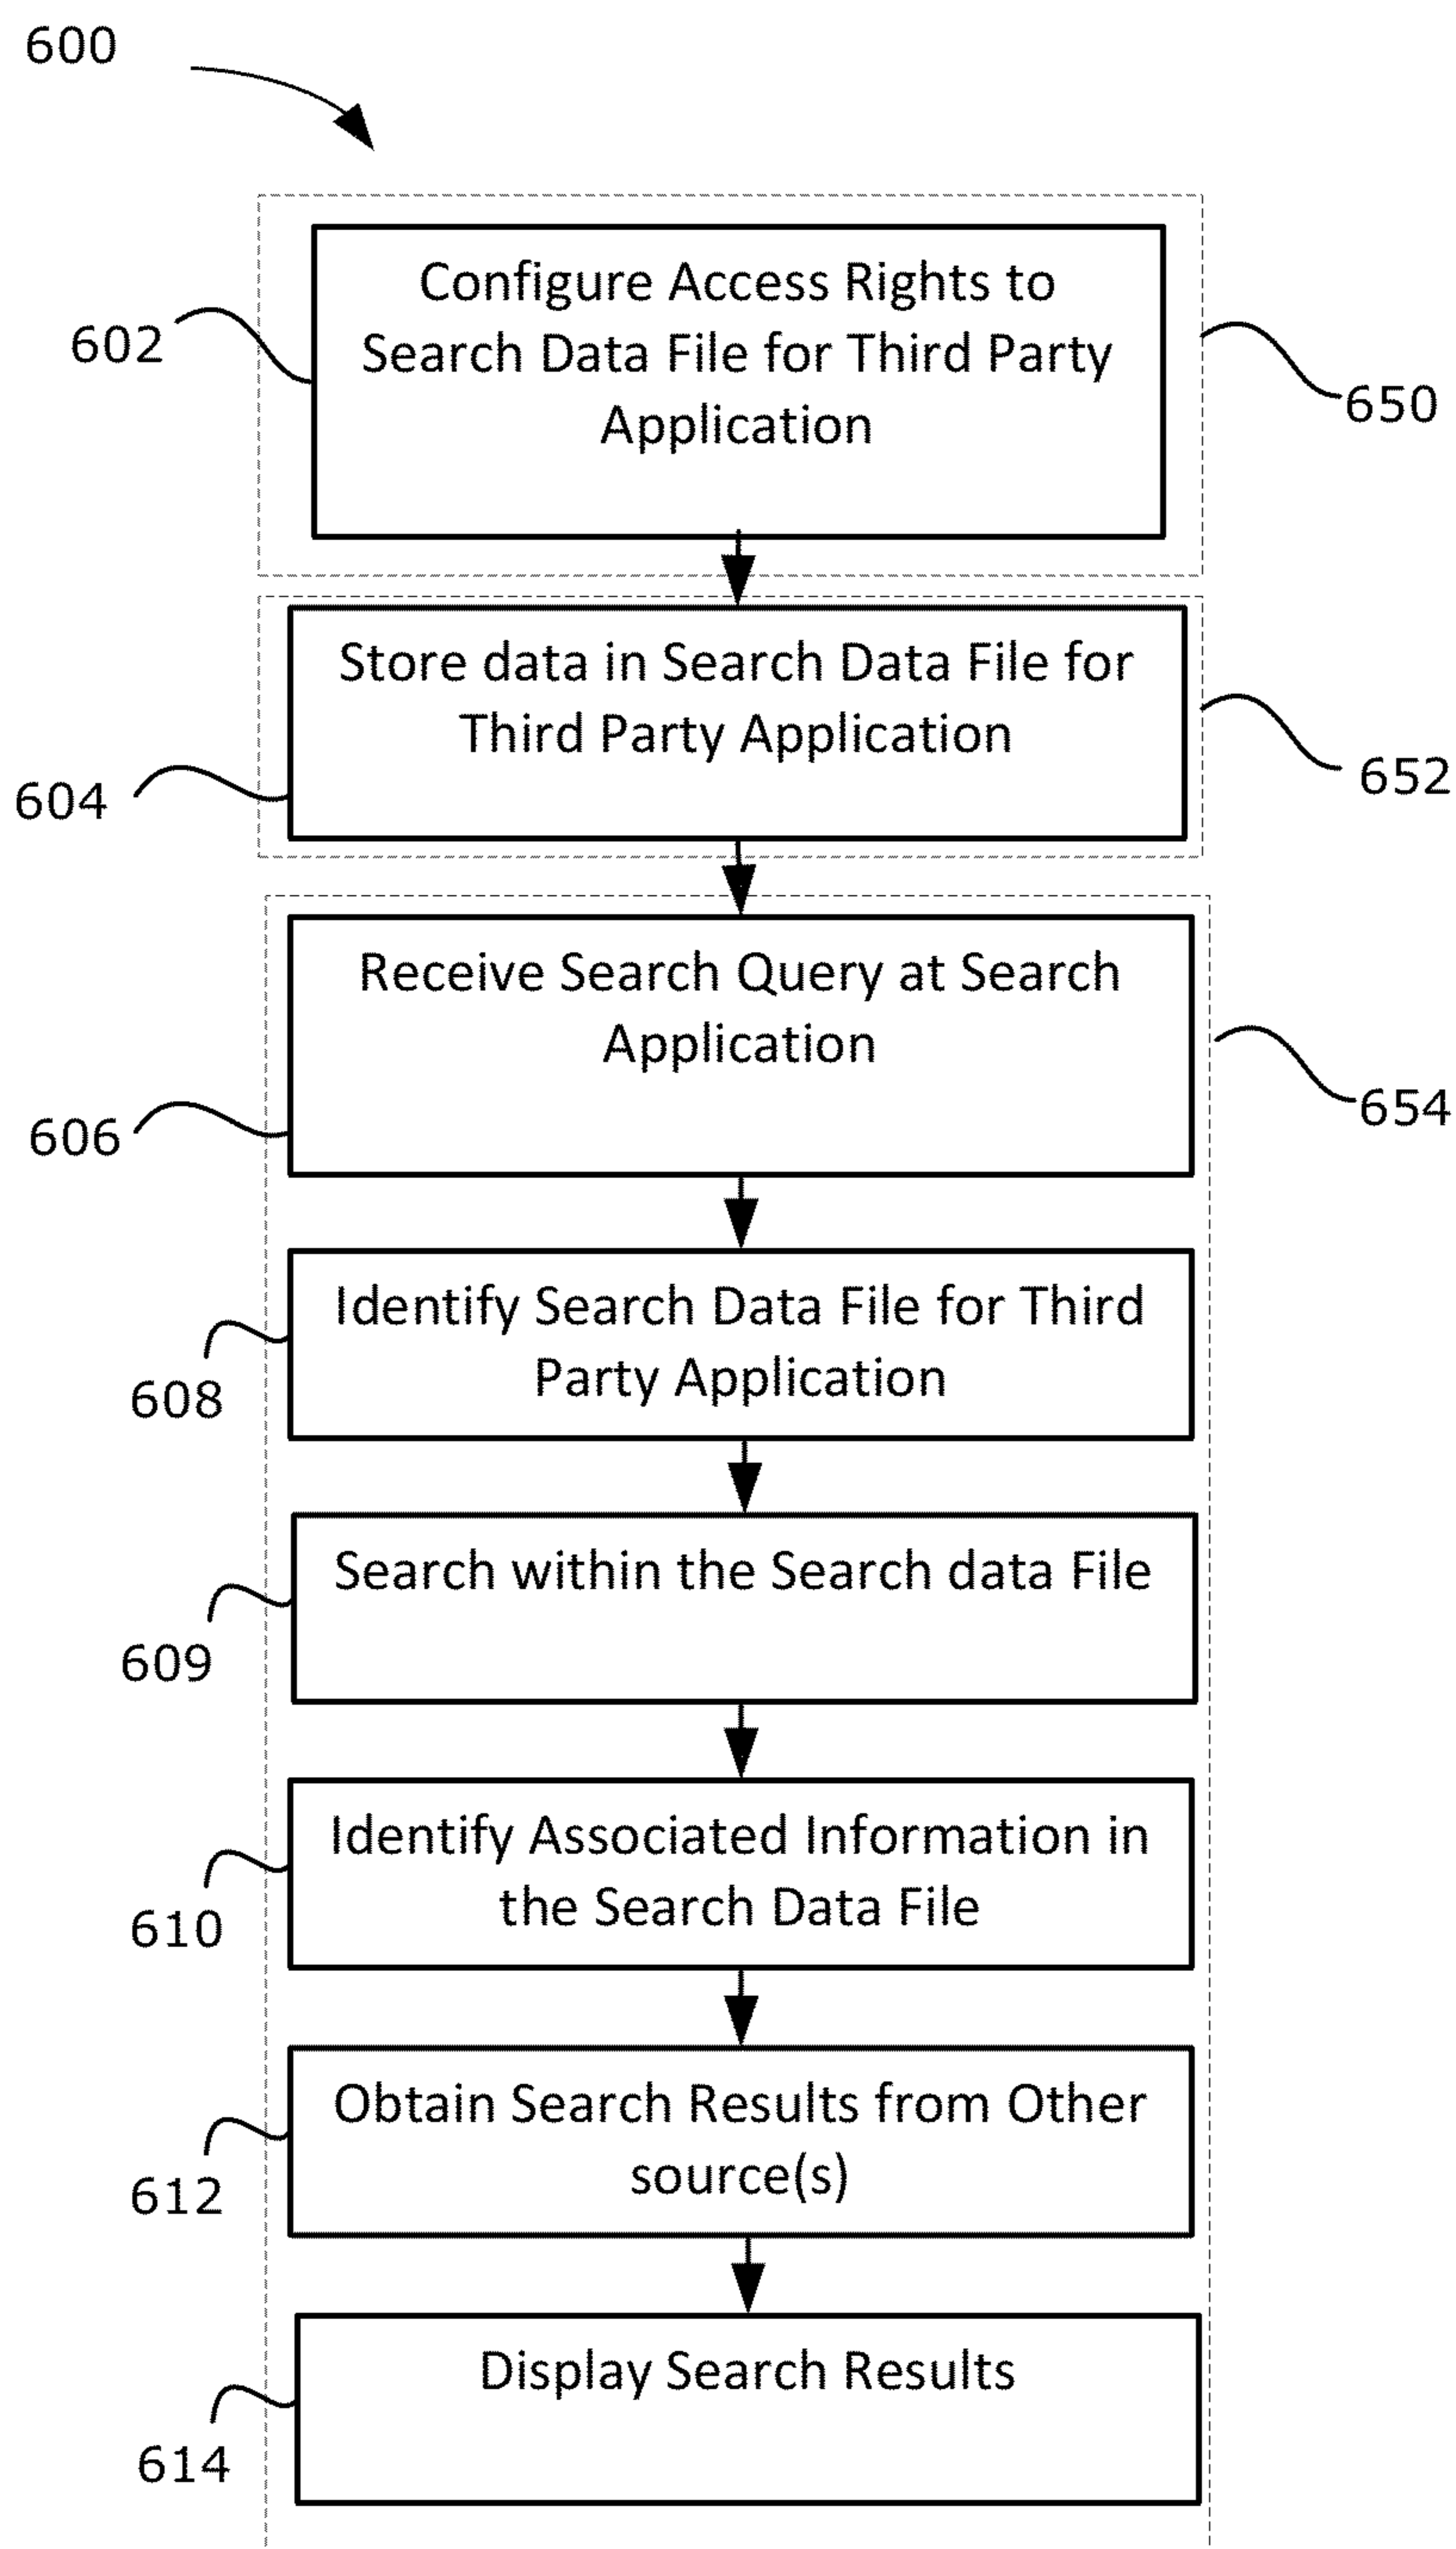 600
Configure Access Rights to
Search Data File for Third Party
Application
602
650
Store data in Search Data File for
Third Party Application
604
652
Receive Search Query at Search
Application
606
654
Identify Search Data File for Third
Party Application
608
Search within the Search data File
609
Identify Associated Information in
the Search Data File
610
Obtain Search Results from Other
source(s)
612
Display Search Results
614